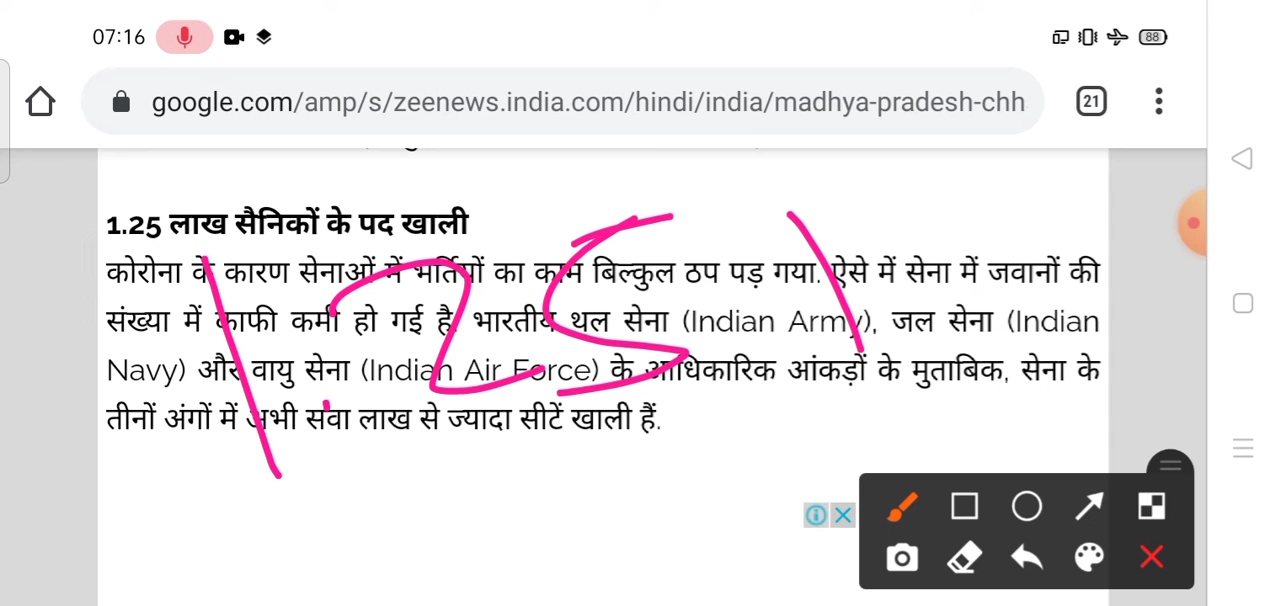 07:16
88
google.com/amp/s/zeenews.india.com/hindi/india/madhya-pradesh-chh
21
1.25 लाख सैनिकों के पद खाली
कोरोना के कारण सेनाओं में भर्तियों का काम बिल्कुल ठप पड़ गया. ऐसे में सेना में जवानों की
संख्या में काफी कमी हो गई है. भारतीय थल सेना (Indian Army), जल सेना (Indian
Navy) और वायु सेना (Indian Air Force) के आधिकारिक आंकड़ों के मुताबिक, सेना के
तीनों अंगों में अभी सवा लाख से ज्यादा सीटें खाली हैं.
1.25